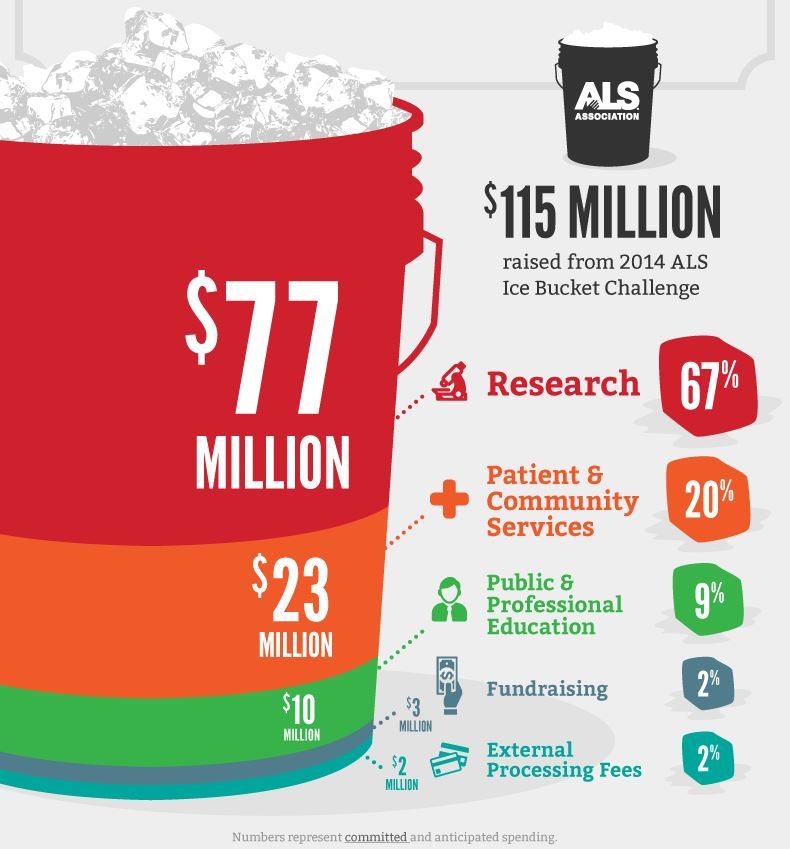 ALS
ASSOCIATION
$115 MILLION
raised from 2014 ALS
Ice Bucket Challenge
$77
MILLION
Research
67%
Patient &
Community
Services
20%
$23
MILLION
Public &
Professional
Education
9%
$10
MILLION
Fundraising
2%
$3
MILLION
External
Processing Fees
2%
$2
MILLION
Numbers represent committed and anticipated spending.